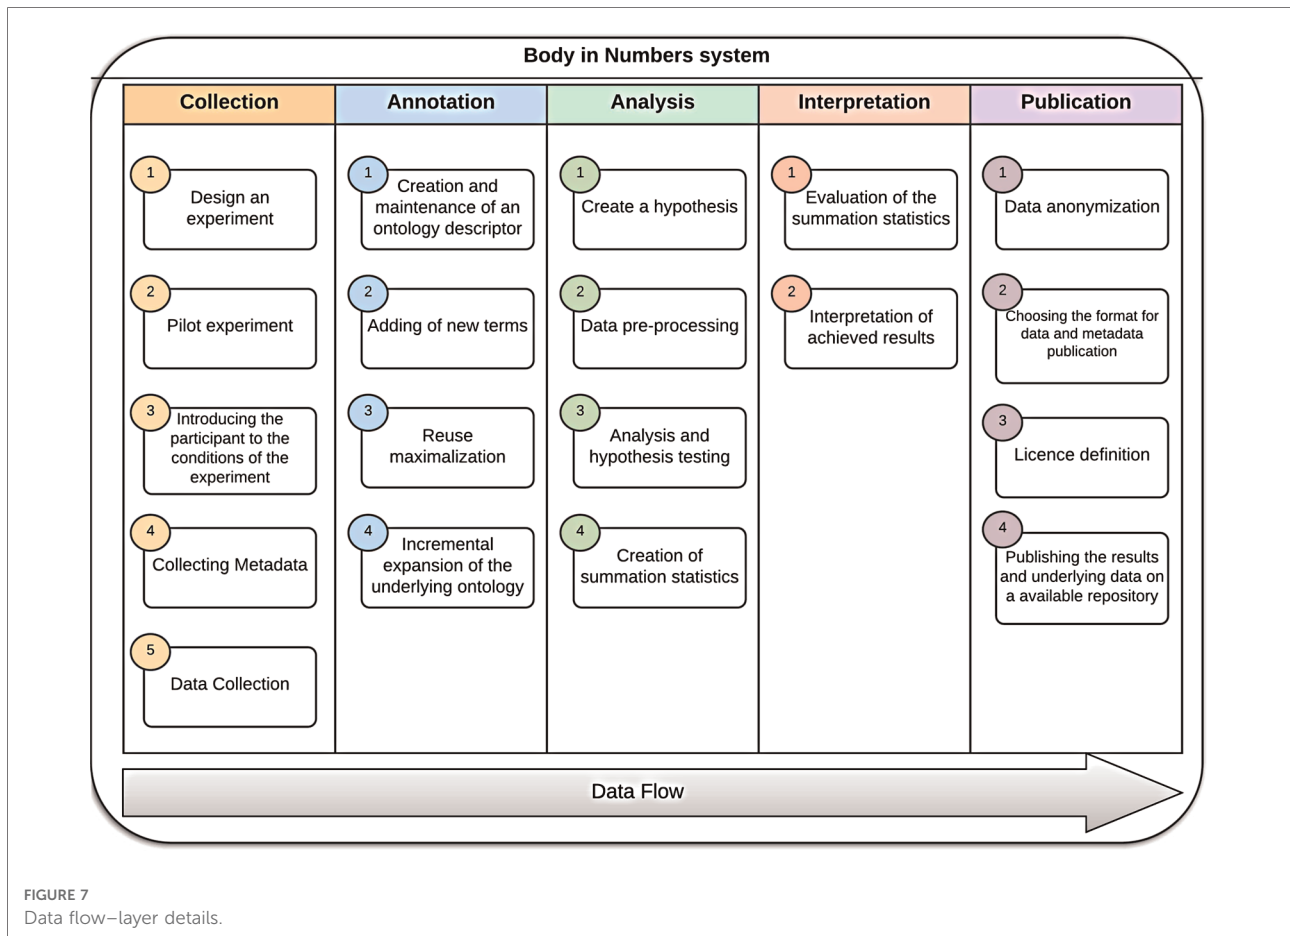 Body in Numbers system
Collection
Annotation
Analysis
Interpretation
Publication
1
Design an
experiment
2
Pilot experiment
3
Introducing the
participant to the
conditions of the
experiment
4
Collecting Metadata
5
Data Collection
1
Creation and
maintenance of an
ontology descriptor
2
Adding of new terms
3
Reuse
maximalization
4
Incremental
expansion of the
underlying ontology
1
Create a hypothesis
2
Data pre-processing
3
Analysis and
hypothesis testing
4
Creation of
summation statistics
1
Evaluation of the
summation statistics
2
Interpretation of
achieved results
1
Data anonymization
2
Choosing the format for
data and metadata
publication
3
Licence definition
4
Publishing the results
and underlying data on
a available repository
Data Flow
FIGURE 7
Data flow–layer details.